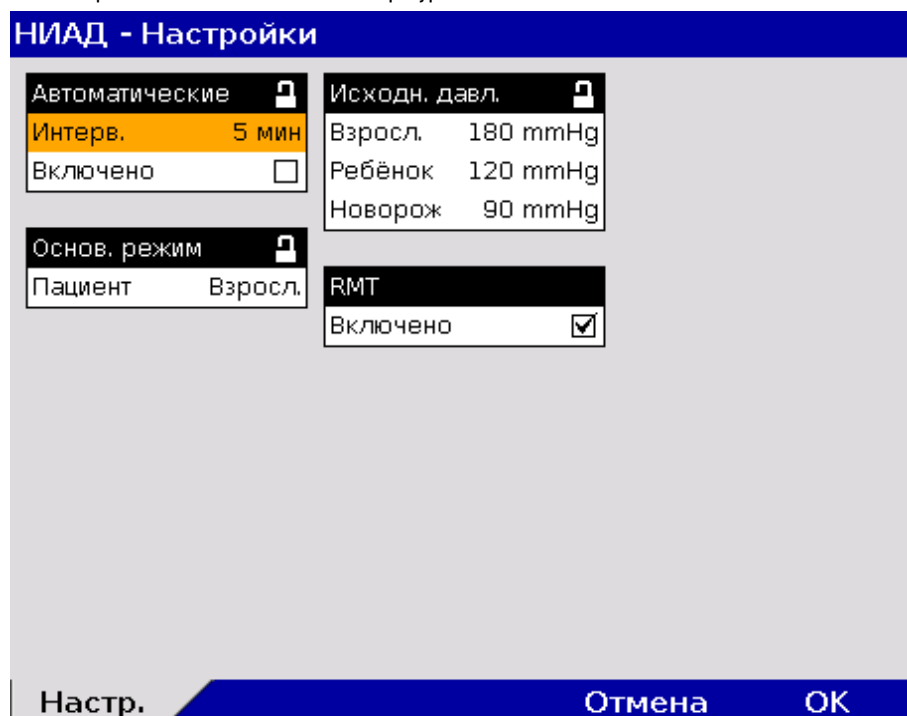 НИАД - Настройки
Автоматические
Интерв. 5 мин
Включено
Основ. режим
Пациент Взросл.
Исходн. давл.
Взросл. 180 mmHg
Ребёнок 120 mmHg
Новорож 90 mmHg
RMT
Включено
Настр. Отмена OK